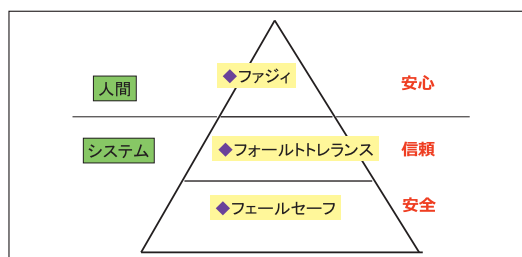 人間
◆ファジィ
安心
システム
◆フォールトトレランス
信頼
◆フェールセーフ
安全